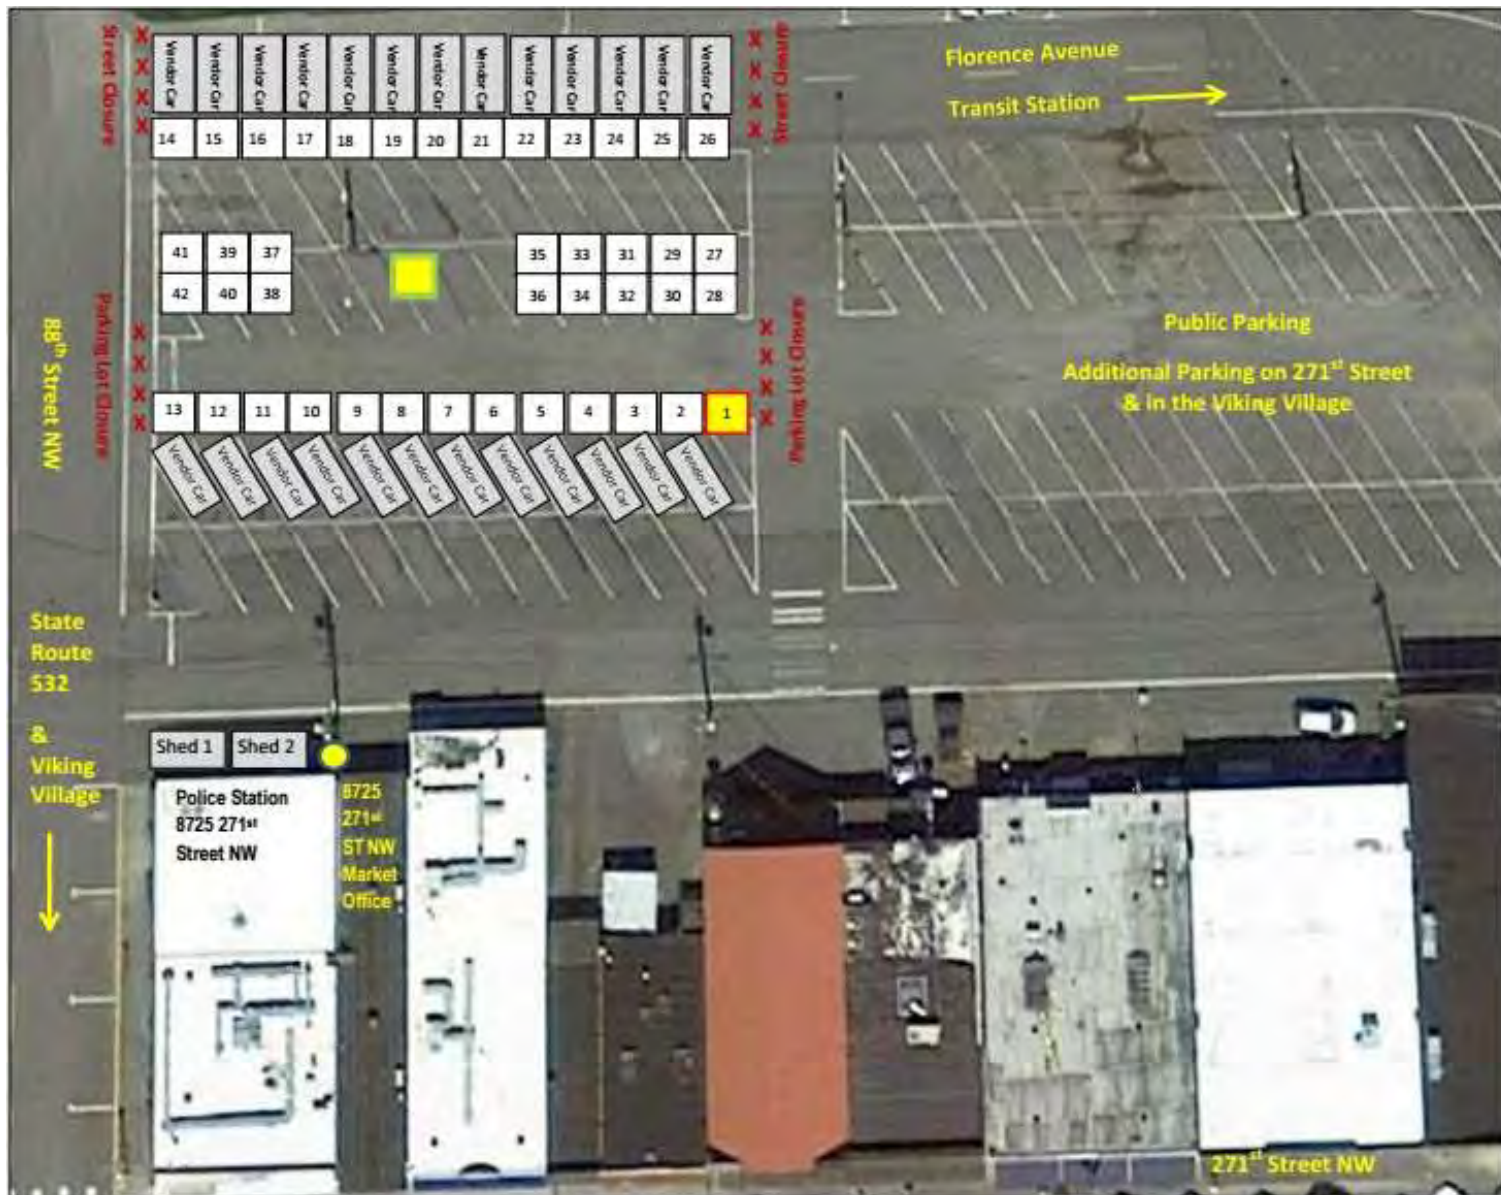 Street Closure
X
X
X
X
Vendor Car
Vendor Car
Vendor Car
Vendor Car
Vendor Car
Vendor Car
Vendor Car
Vendor Car
Vendor Car
Vendor Car
Vendor Car
Vendor Car
Vendor Car
X
X
X
X
Street Closure
14 15 16 17 18 19 20 21 22 23 24 25 26
Florence Avenue
Transit Station
41 39 37 35 33 31 29 27
42 40 38 36 34 32 30 28
88th Street NW
Parking Lot Closure
X
X
X
X
X
X
X
X
Parking Lot Closure
Public Parking
Additional Parking on 271st Street
& in the Viking Village
13 12 11 10 9 8 7 6 5 4 3 2 1
Vendor Car
Vendor Car
Vendor Car
Vendor Car
Vendor Car
Vendor Car
Vendor Car
Vendor Car
Vendor Car
Vendor Car
Vendor Car
Vendor Car
State
Route
532
&
Viking
Village
Shed 1 Shed 2
Police Station
8725 271st
Street NW
8725
271st
ST NW
Market
Office
271st Street NW